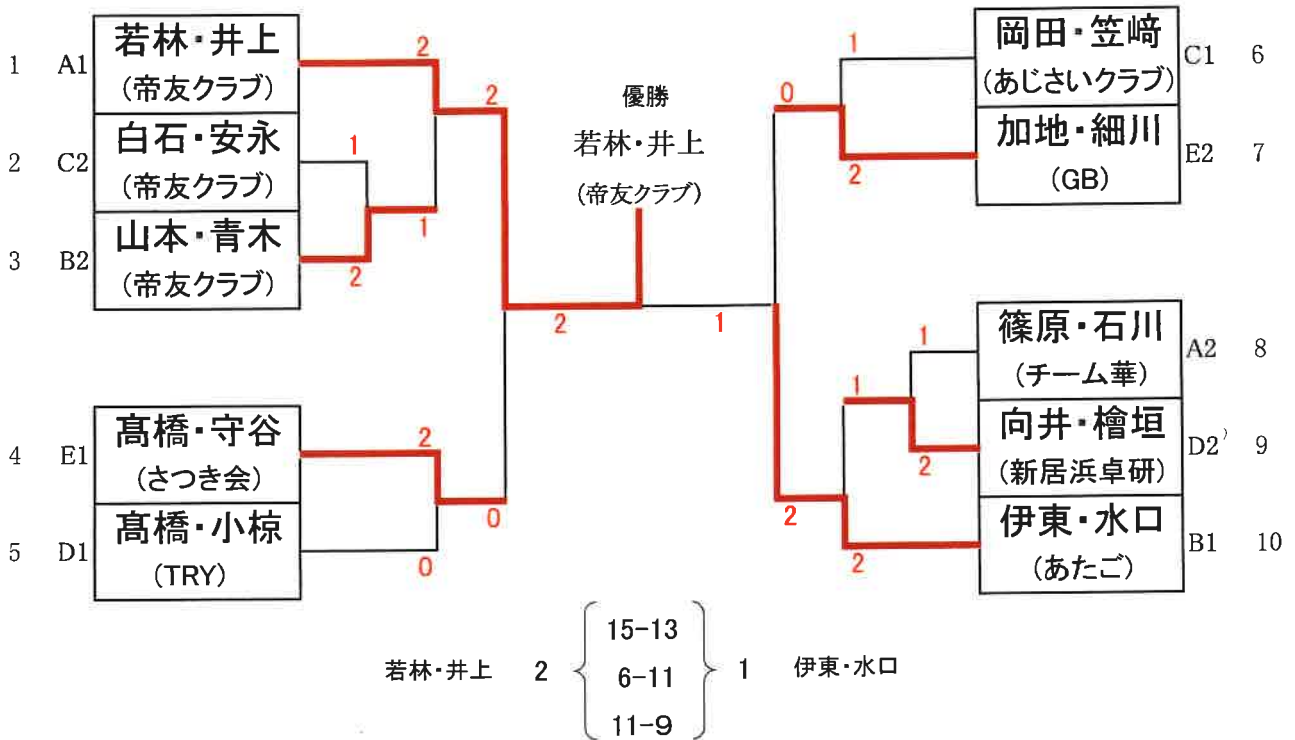 1 A1 若林・井上
(帝友クラブ)
2 C2 白石・安永
(帝友クラブ)
3 B2 山本・青木
(帝友クラブ)
4 E1 髙橋・守谷
(さつき会)
5 D1 髙橋・小椋
(TRY)
2
1
2
1
2
2
0
0
2
優勝
若林・井上
(帝友クラブ)
1
0
1
2
1
2
1
2
2
岡田・笠﨑 C1 6
(あじさいクラブ)
加地・細川 E2 7
(GB)
篠原・石川 A2 8
(チーム華)
向井・檜垣 D2 9
(新居浜卓研)
伊東・水口 B1 10
(あたご)
15-13
若林・井上 2 6-11 1 伊東・水口
11-9